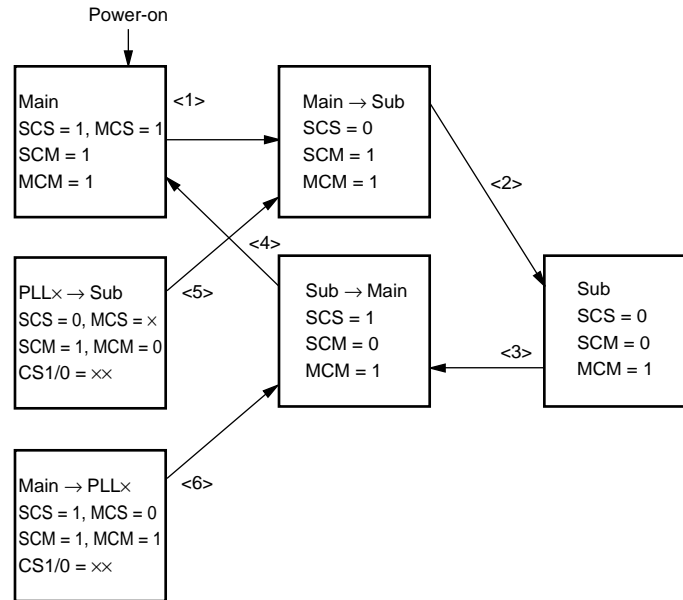 Power-on
Main
SCS = 1, MCS = 1
SCM = 1
MCM = 1
<1>
Main → Sub
SCS = 0
SCM = 1
MCM = 1
<2>
PLL× → Sub
SCS = 0, MCS = ×
SCM = 1, MCM = 0
CS1/0 = ××
<5>
<4>
Sub → Main
SCS = 1
SCM = 0
MCM = 1
<3>
Sub
SCS = 0
SCM = 0
MCM = 1
Main → PLL×
SCS = 1, MCS = 0
SCM = 1, MCM = 1
CS1/0 = ××
<6>